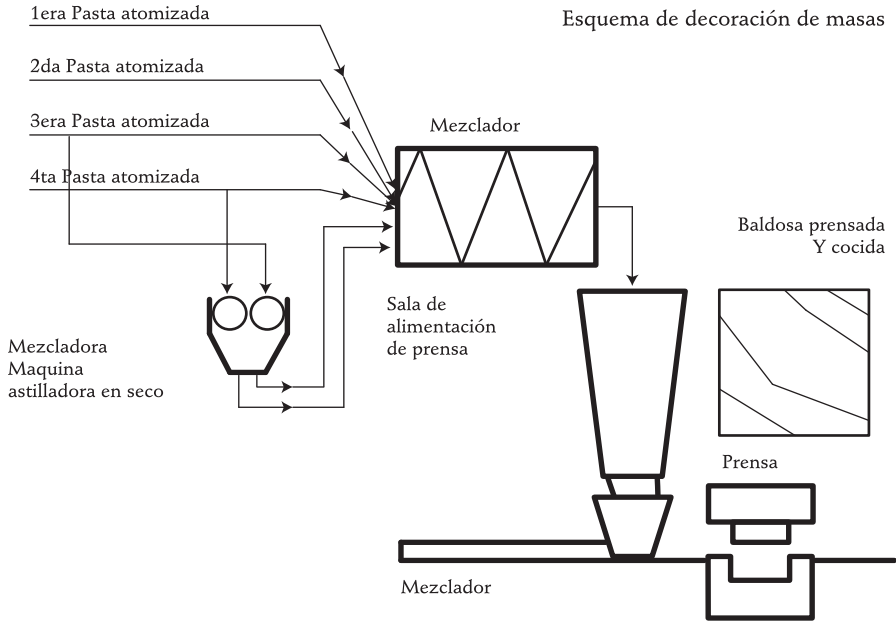 1era Pasta atomizada
Esquema de decoración de masas
2da Pasta atomizada
3era Pasta atomizada
Mezclador
4ta Pasta atomizada
Baldosa prensada
Y cocida
Sala de
alimentación
de prensa
Mezcladora
Maquina
astilladora en seco
Prensa
Mezclador